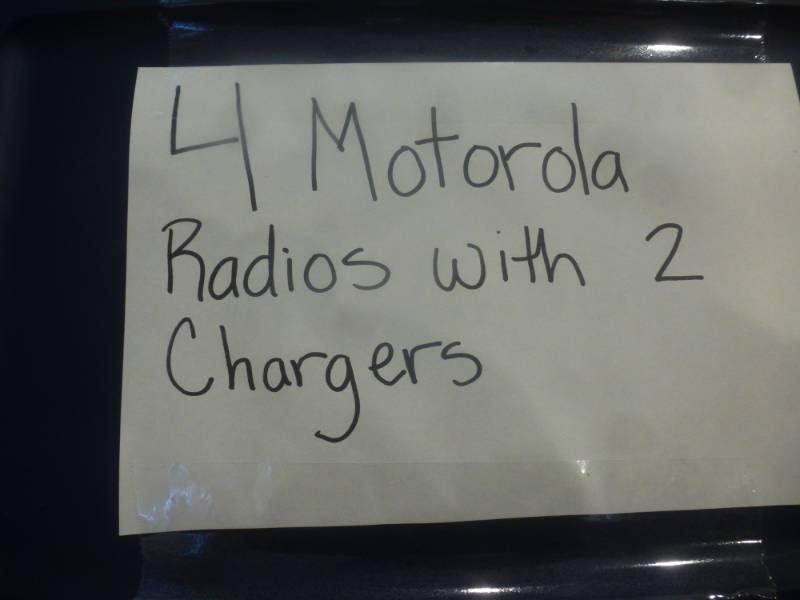 4 Motorola
Radios with 2
Chargers